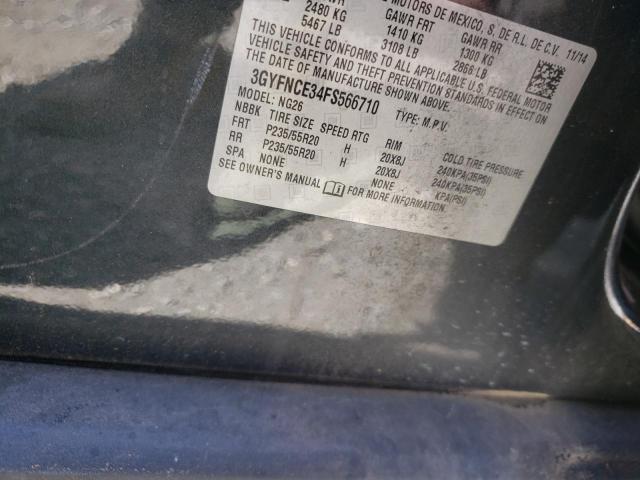 MOTORS DE MEXICO, S. DE R.L. DE C.V. 11/14
GAWR FRT GAWR RR
2480 KG 1410 KG 1300 KG
5467 LB 3108 LB 2866 LB
THIS VEHICLE CONFORMS TO ALL APPLICABLE U.S. FEDERAL MOTOR
VEHICLE SAFETY AND THEFT PREVENTION STANDARDS IN EFFECT ON
THE DATE OF MANUFACTURE SHOWN ABOVE.
3GYFNCE34FS566710 TYPE: M.P.V.
MODEL: NG26
NBBK TIRE SIZE SPEED RTG RIM COLD TIRE PRESSURE
FRT P235/55R20 H 20X8J 240KPA(35PSI)
RR P235/55R20 H 20X8J 240KPA(35PSI)
SPA NONE NONE KPA(PSI)
SEE OWNER'S MANUAL FOR MORE INFORMATION.